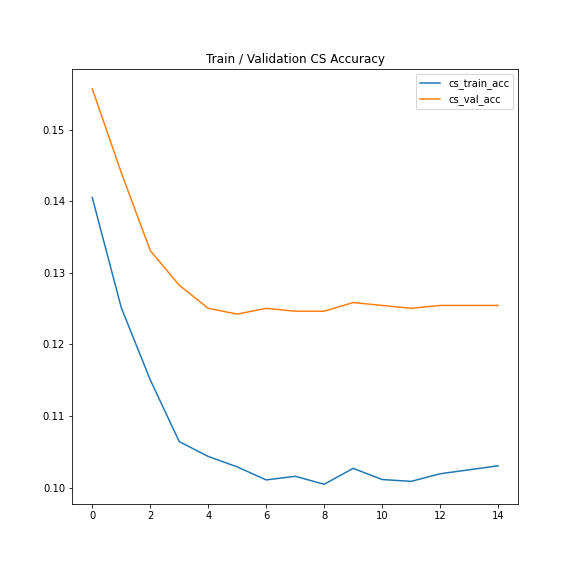 Train / Validation CS Accuracy
cs_train_acc
cs_val_acc
0.15
0.14
0.13
0.12
0.11
0.10
0 2 4 6 8 10 12 14